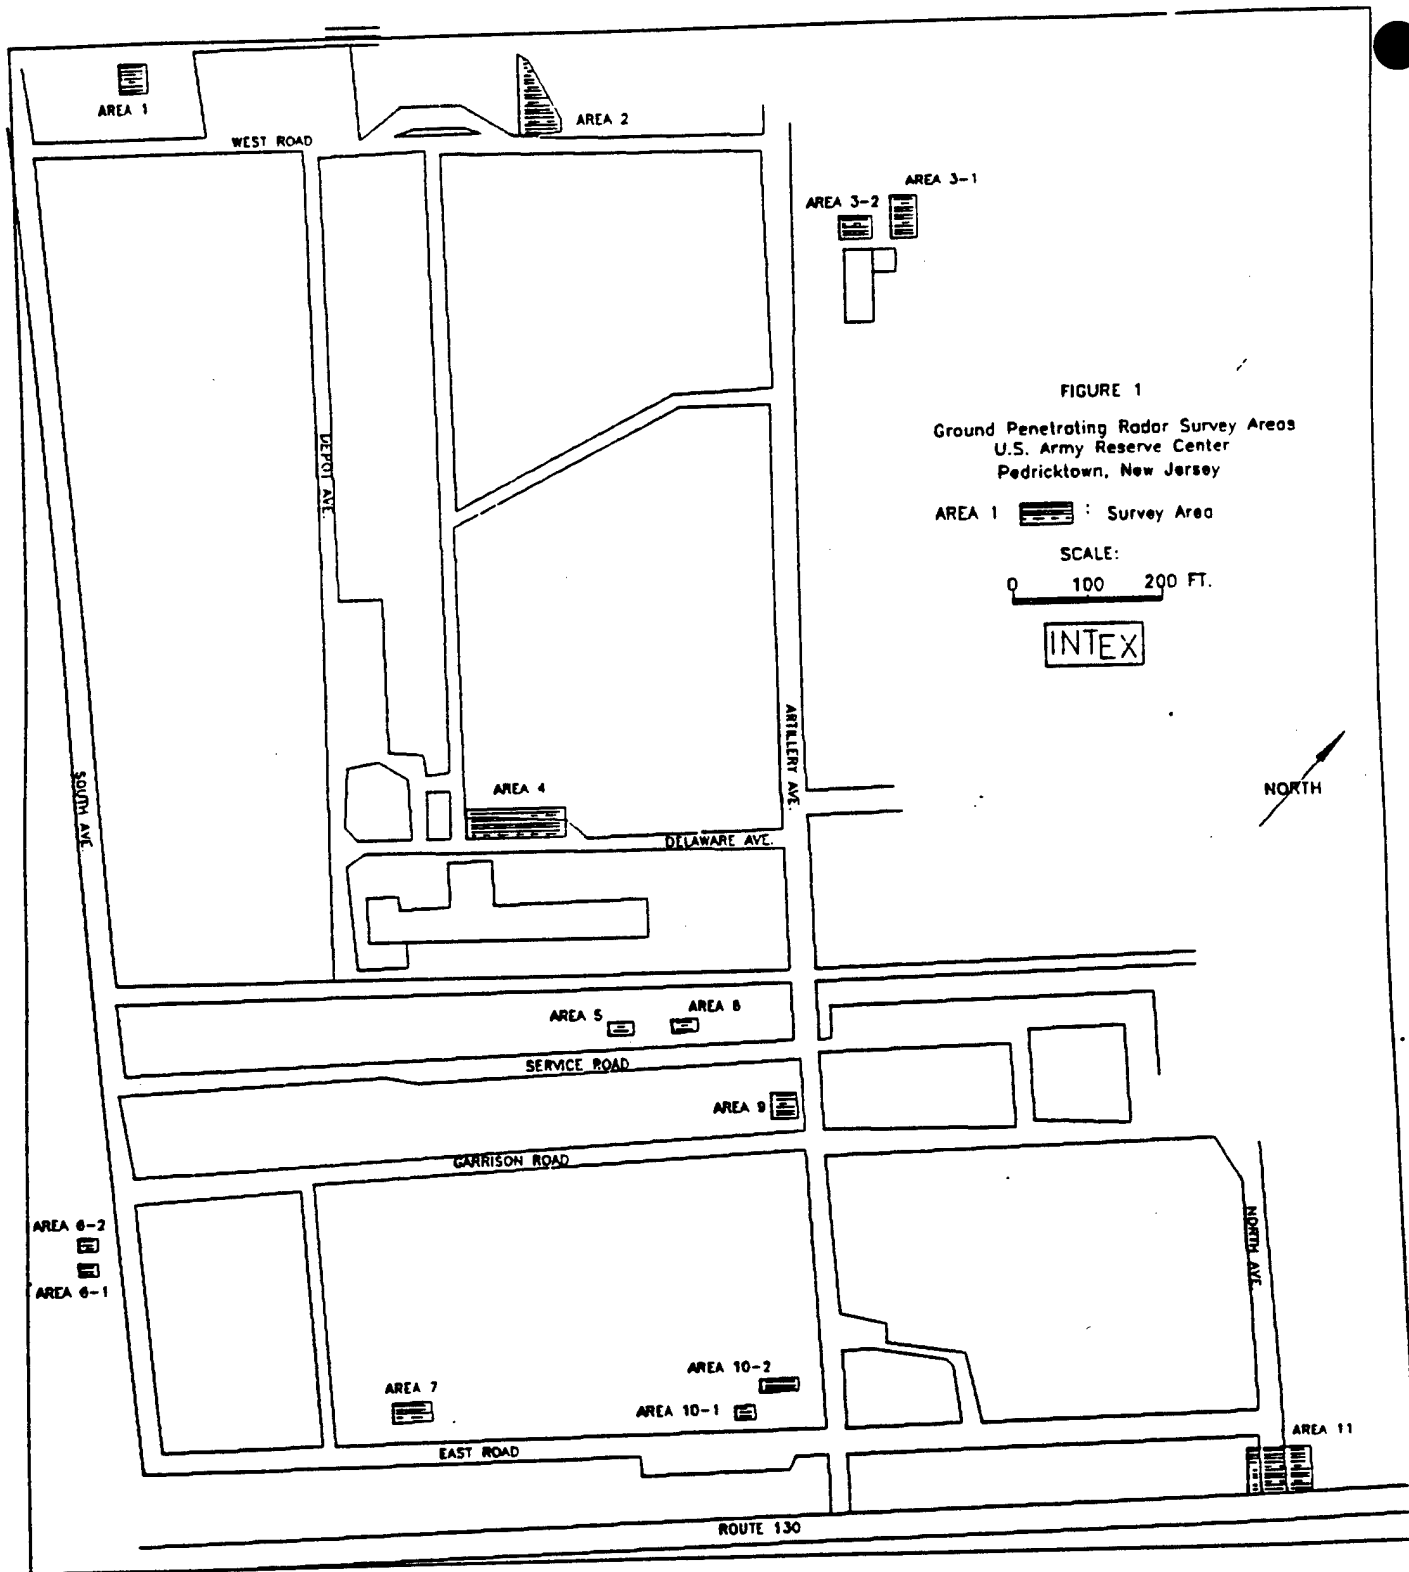 AREA 1
AREA 2
WEST ROAD
AREA 3-1
AREA 3-2
FIGURE 1
Ground Penetrating Radar Survey Areas
U.S. Army Reserve Center
Pedricktown, New Jersey
AREA 1 : Survey Area
SCALE:
0 100 200 FT.
INTEX
DEPOT AVE.
ARTILLERY AVE.
SOUTH AVE.
NORTH
AREA 4
DELAWARE AVE.
AREA 5
AREA 8
SERVICE ROAD
AREA 9
GARRISON ROAD
AREA 6-2
AREA 6-1
NORTH AVE.
AREA 10-2
AREA 7
AREA 10-1
EAST ROAD
AREA 11
ROUTE 130